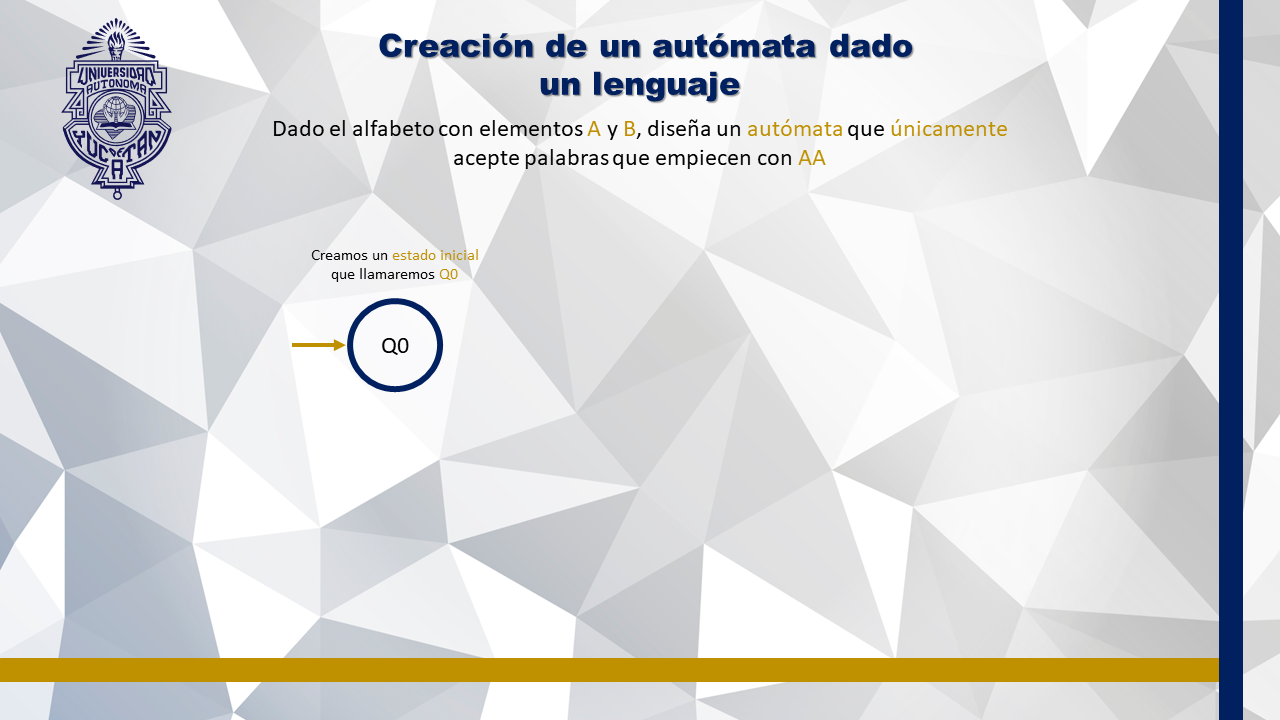 UNIVERSIDAD
AUTONOMA
DE
YUCATAN
Creación de un autómata dado
un lenguaje
Dado el alfabeto con elementos A y B, diseña un autómata que únicamente
acepte palabras que empiecen con AA
Creamos un estado inicial
que llamaremos Q0
Q0